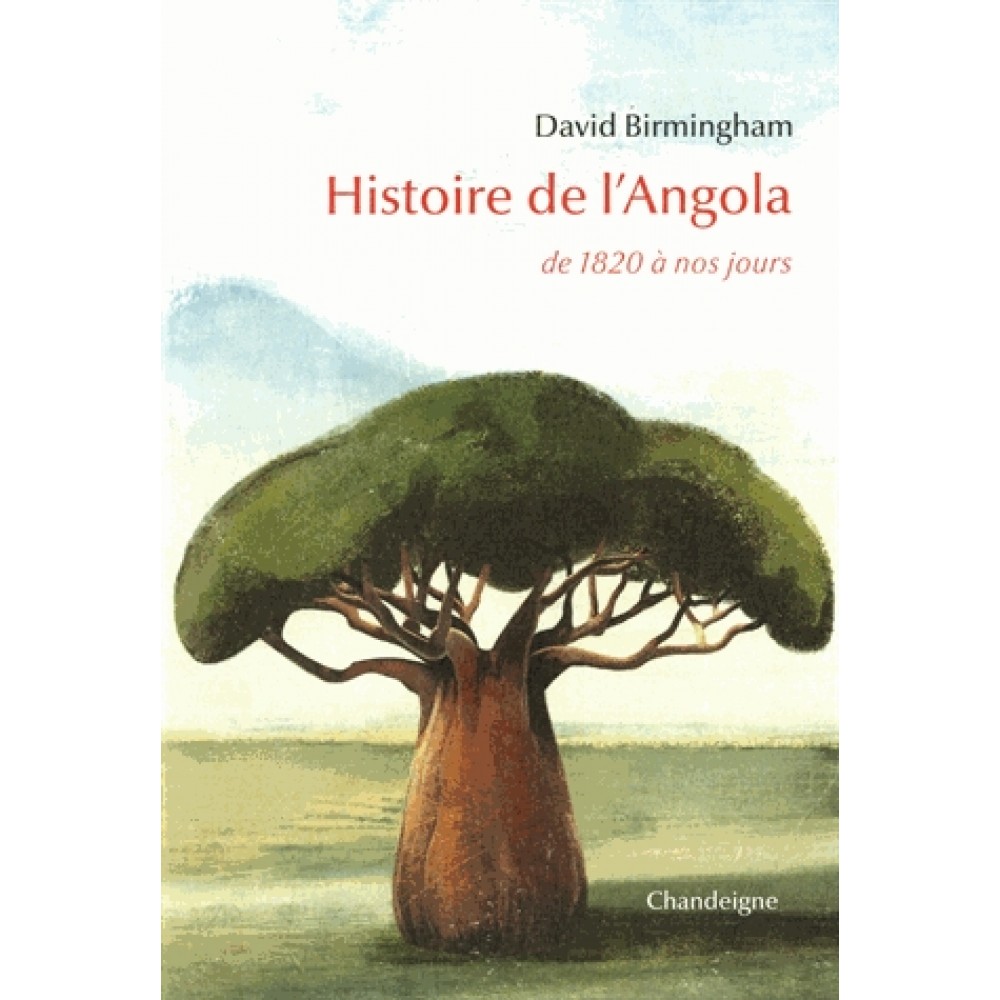 David Birmingham
Histoire de l'Angola
de 1820 à nos jours
Chandeigne